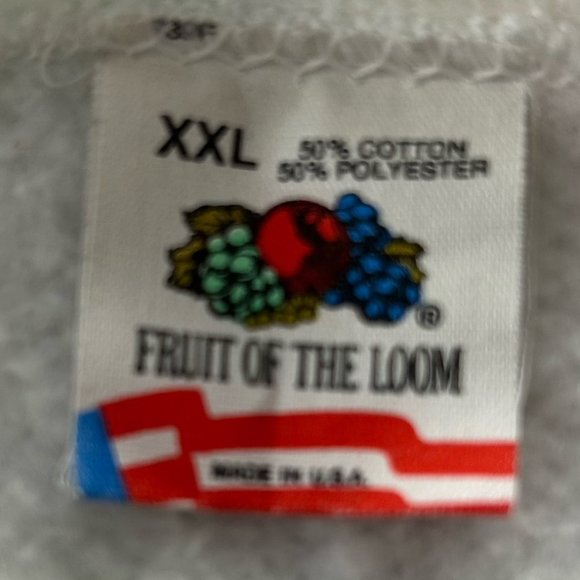 XXL
50% COTTON
50% POLYESTER
®
FRUIT OF THE LOOM
MADE IN U.S.A.